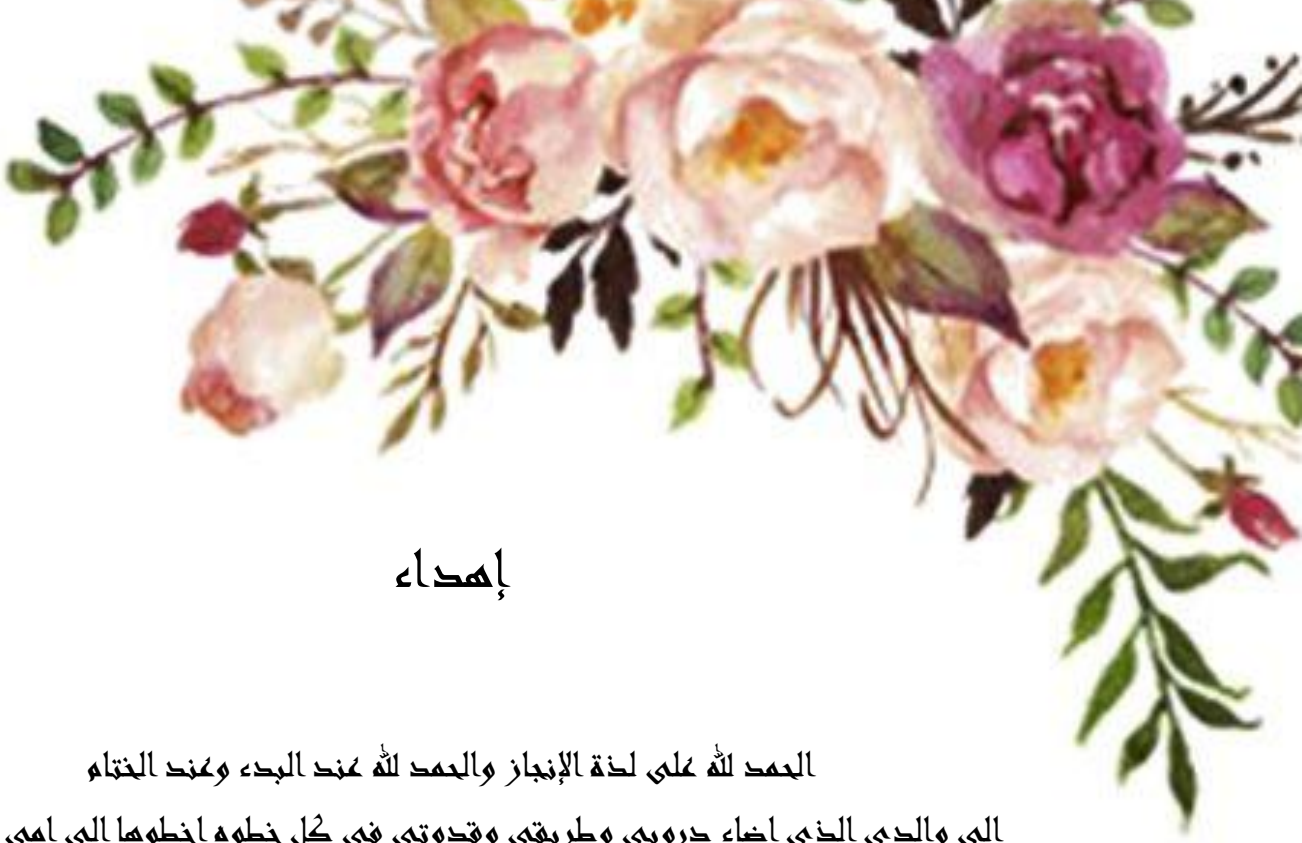 إهداء
الحمد لله على لذة الإنجاز والحمد لله عند البدء وعند الختام
الى والدي الذي اضاء دروبي وطريقي وقدوتي في كل خطوه اخطوها الى امي